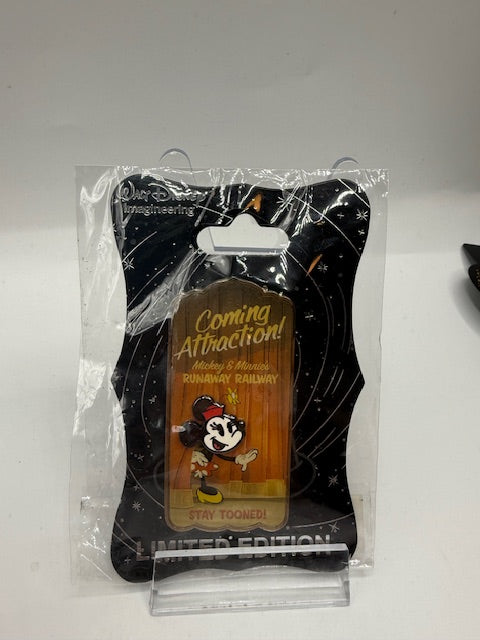 Walt Disney
Imagineering
Coming
Attraction!
Mickey & Minnie's
RUNAWAY RAILWAY
STAY TOONED!
LIMITED EDITION